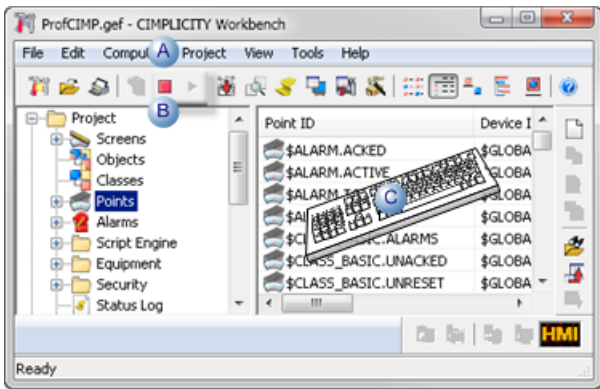 ProfCIMP.gef - CIMPLICITY Workbench
File Edit Compu A Project View Tools Help
B
Project
Screens
Objects
Classes
Points
Alarms
Script Engine
Equipment
Security
Status Log
Point ID Device I
$ALARM.ACKED $GLOBA
$ALARM.ACTIVE $GLOBA
$ALARM.T $GLOBA
C $GLOBA
ALARMS $GLOBA
$CLASS_BASIC.UNACKED $GLOBA
$CLASS_BASIC.UNRESET $GLOBA
HMI
Ready